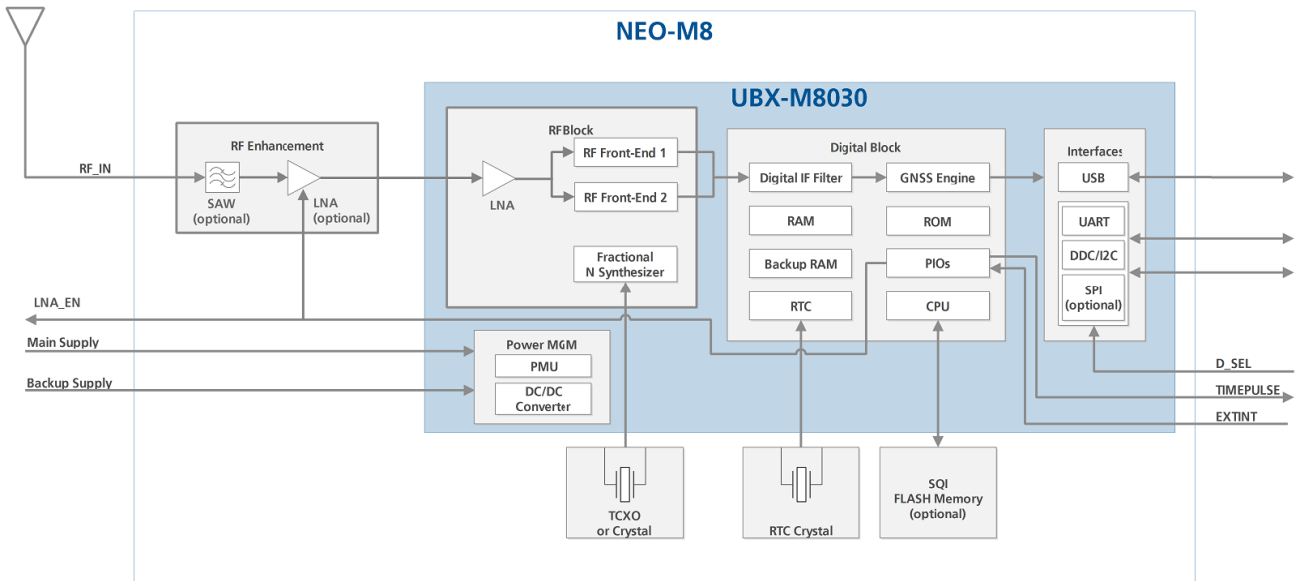 NEO-M8
UBX-M8030
RF_IN
RF Enhancement
SAW
(optional)
LNA
(optional)
RFBlock
LNA
RF Front-End 1
RF Front-End 2
Fractional
N Synthesizer
Digital Block
Digital IF Filter
GNSS Engine
RAM
ROM
Backup RAM
PIOs
RTC
CPU
Interfaces
USB
UART
DDC/I2C
SPI
(optional)
LNA_EN
Main Supply
Backup Supply
Power MGM
PMU
DC/DC
Converter
D_SEL
TIMEPULSE
EXTINT
TCXO
or Crystal
RTC Crystal
SQI
FLASH Memory
(optional)